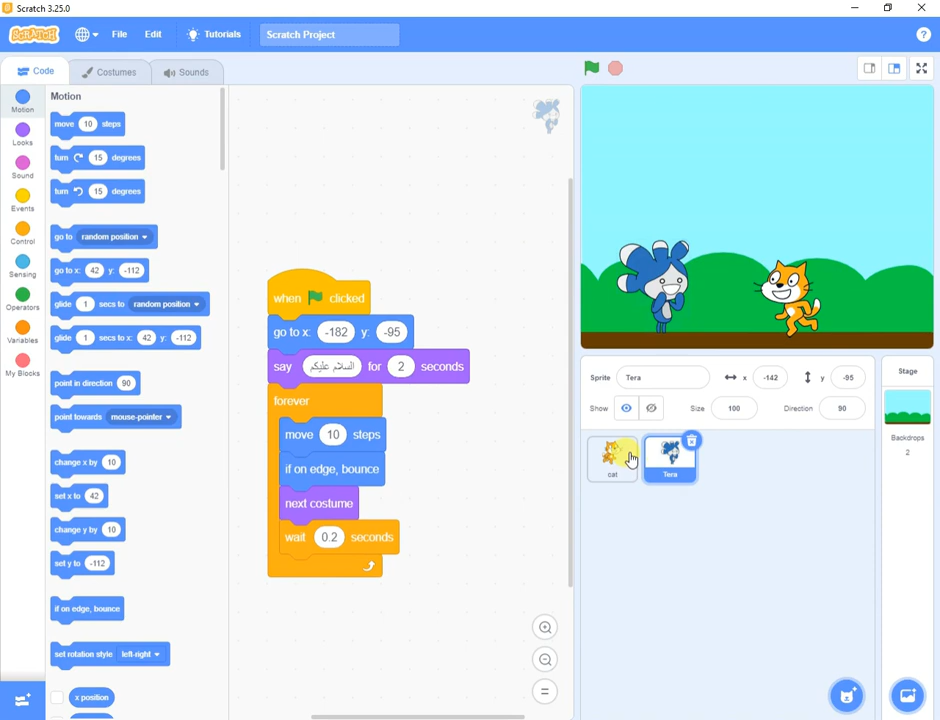 Scratch 3.25.0
SCRATCH File Edit Tutorials Scratch Project ?
Code Costumes Sounds
Motion
Looks
Sound
Events
Control
Sensing
Operators
Variables
My Blocks
Motion
move 10 steps
turn 15 degrees
turn 15 degrees
go to random position
go to x: 42 y: -112
glide 1 secs to random position
glide 1 secs to x: 42 y: -112
point in direction 90
point towards mouse-pointer
change x by 10
set x to 42
change y by 10
set y to -112
if on edge, bounce
set rotation style left-right
x position
when clicked
go to x: -182 y: -95
say السلام عليكم for 2 seconds
forever
move 10 steps
if on edge, bounce
next costume
wait 0.2 seconds
Sprite Tera x -142 y -95
Show Size 100 Direction 90
cat
Tera
Stage
Backdrops
2